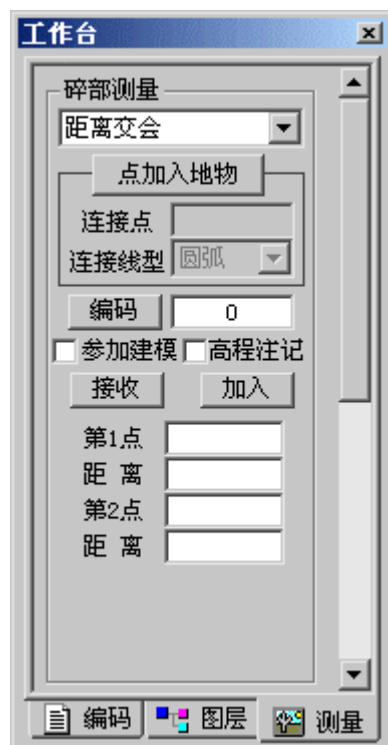 工作台
碎部测量
距离交会
点加入地物
连接点
连接线型 圆弧
编码 0
参加建模 高程注记
接收 加入
第1点
距 离
第2点
距 离
编码 图层 测量